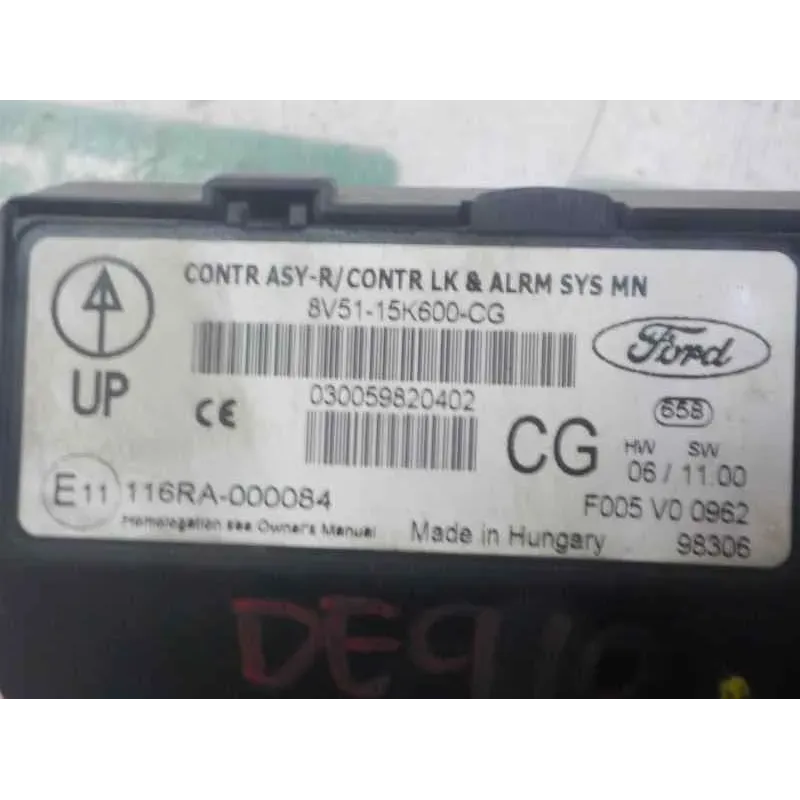 CONTR ASY-R/CONTR LK & ALRM SYS MN
8V51-15K600-CG
Ford
UP
CE
030059820402
CG
658
HW SW
06 / 11.00
E11 116RA-000084
F005 V0 0962
Homologation see Owner's Manual
Made in Hungary
98306
DE910